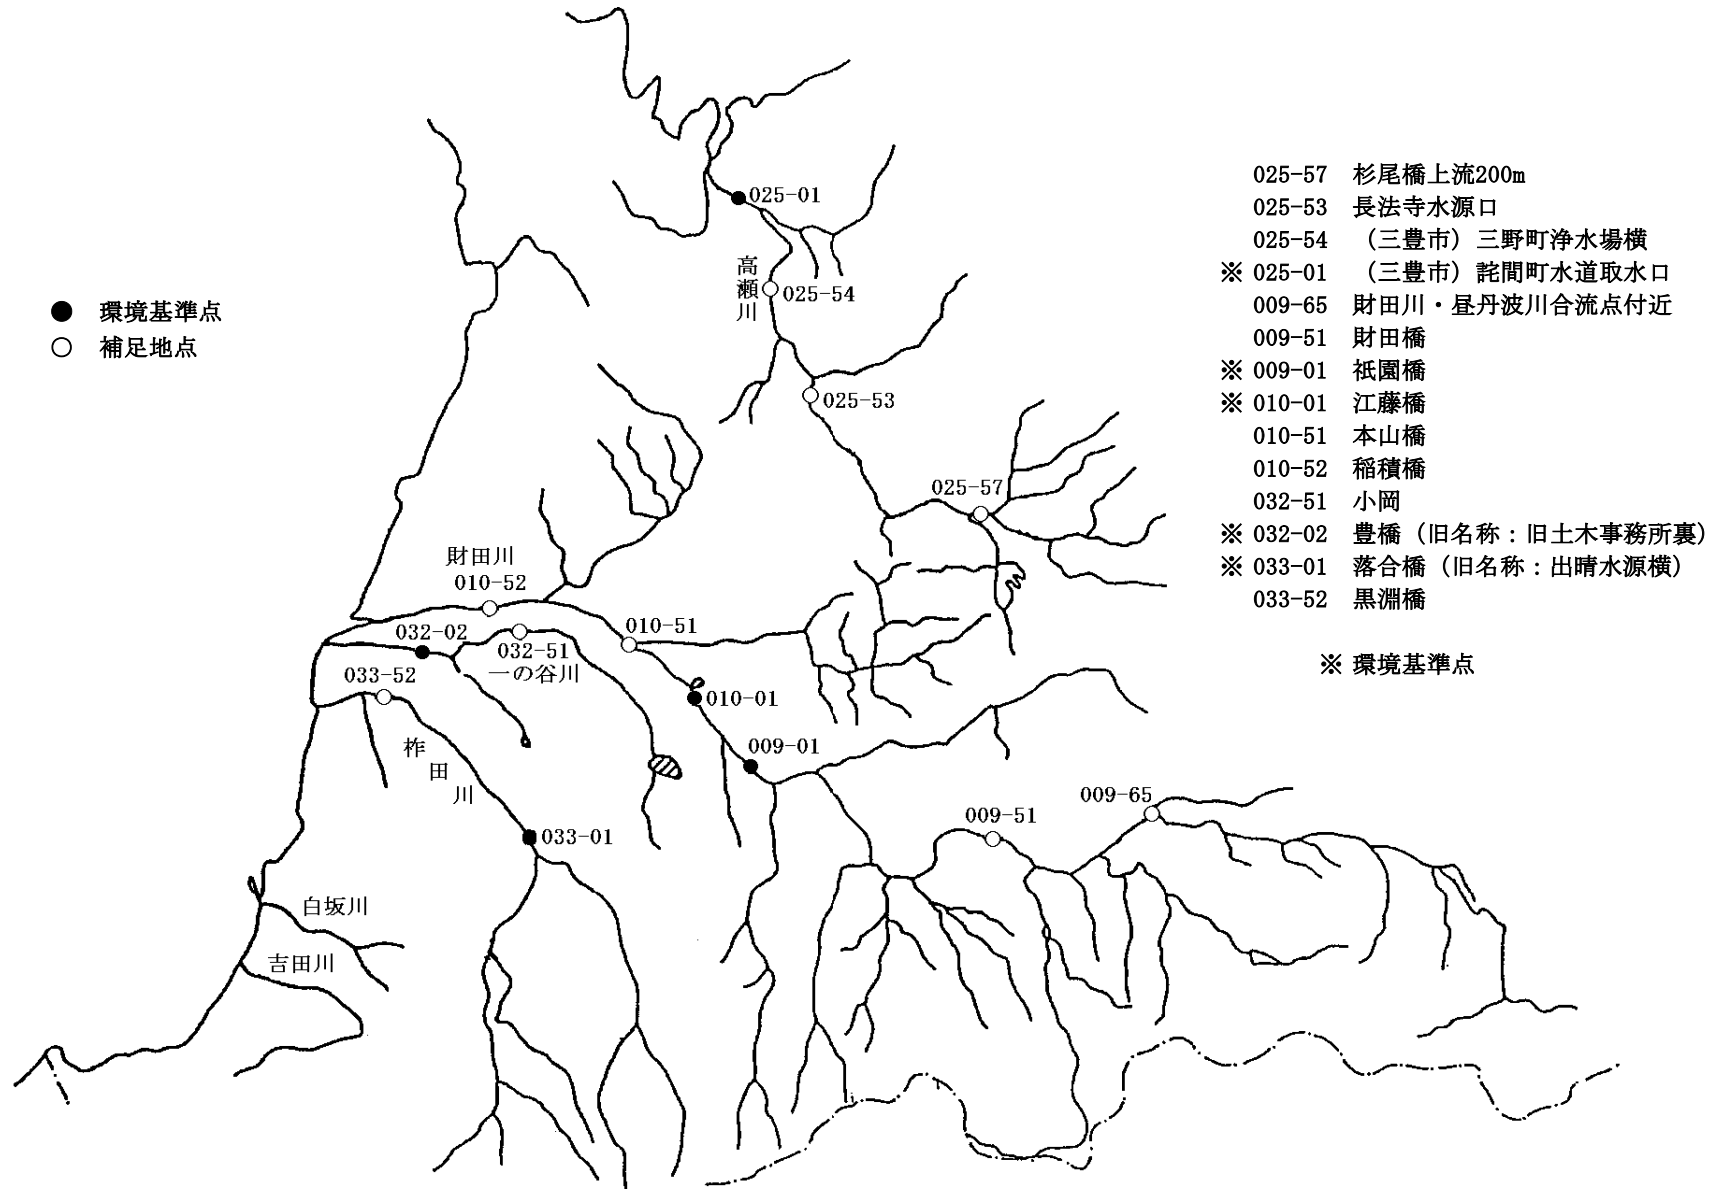 025-01
高瀬川
025-54
025-53
025-57
● 環境基準点
○ 補足地点
025-57 杉尾橋上流200m
025-53 長法寺水源口
025-54 (三豊市) 三野町浄水場横
※ 025-01 (三豊市) 詫間町水道取水口
009-65 財田川・昼丹波川合流点付近
009-51 財田橋
※ 009-01 祇園橋
※ 010-01 江藤橋
010-51 本山橋
010-52 稲積橋
032-51 小岡
※ 032-02 豊橋 (旧名称:旧土木事務所裏)
※ 033-01 落合橋 (旧名称:出晴水源横)
033-52 黒淵橋
※ 環境基準点
財田川
010-52
032-02
032-51
一の谷川
010-51
033-52
010-01
柞田川
009-01
009-51
009-65
033-01
白坂川
吉田川